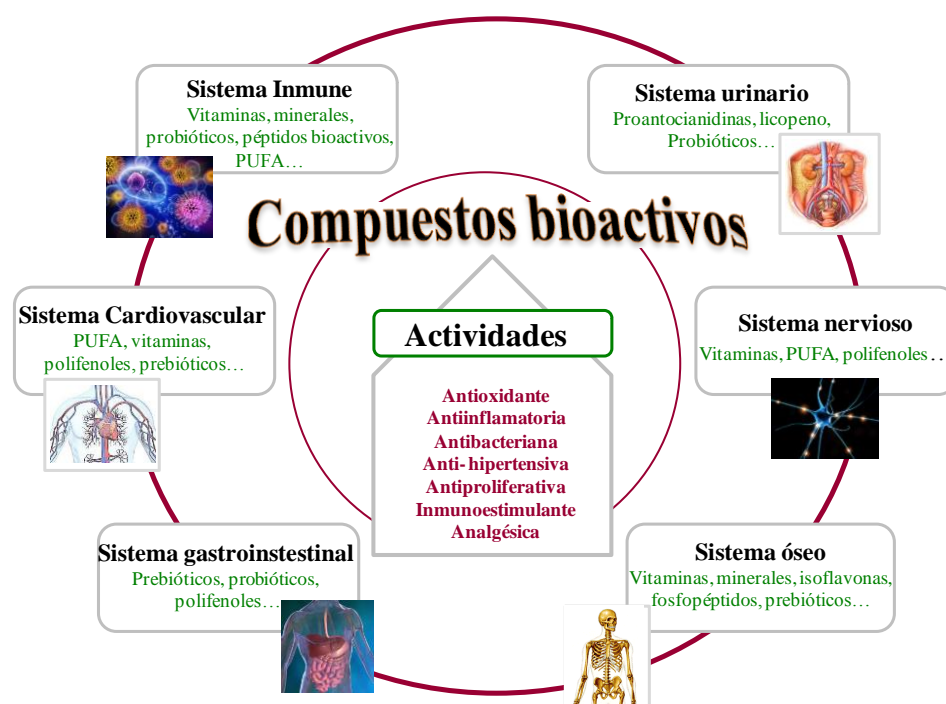 Sistema Inmune
Vitaminas, minerales,
probióticos, péptidos bioactivos,
PUFA…
Sistema urinario
Proantocianidinas, licopeno,
Probióticos…
Compuestos bioactivos
Sistema Cardiovascular
PUFA, vitaminas,
polifenoles, prebióticos…
Actividades
Antioxidante
Antiinflamatoria
Antibacteriana
Anti- hipertensiva
Antiproliferativa
Inmunoestimulante
Analgésica
Sistema nervioso
Vitaminas, PUFA, polifenoles…
Sistema gastroinstestinal
Prebióticos, probióticos,
polifenoles…
Sistema óseo
Vitaminas, minerales, isoflavonas,
fosfopéptidos, prebióticos…